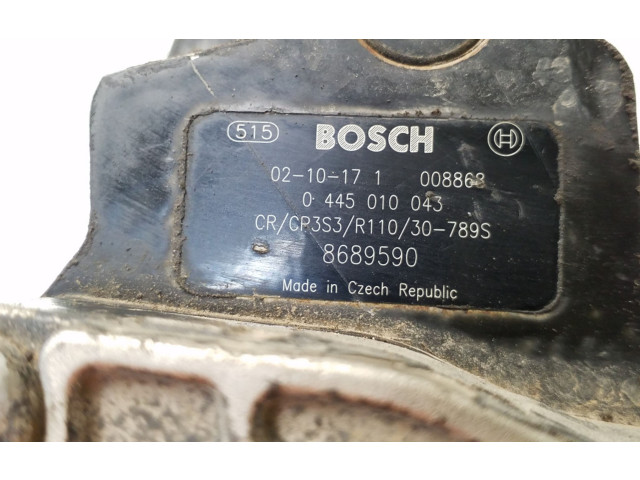 515 BOSCH H
02-10-17 1 008868
0 445 010 043
CR/CP3S3/R110/30-789S
8689590
Made in Czech Republic